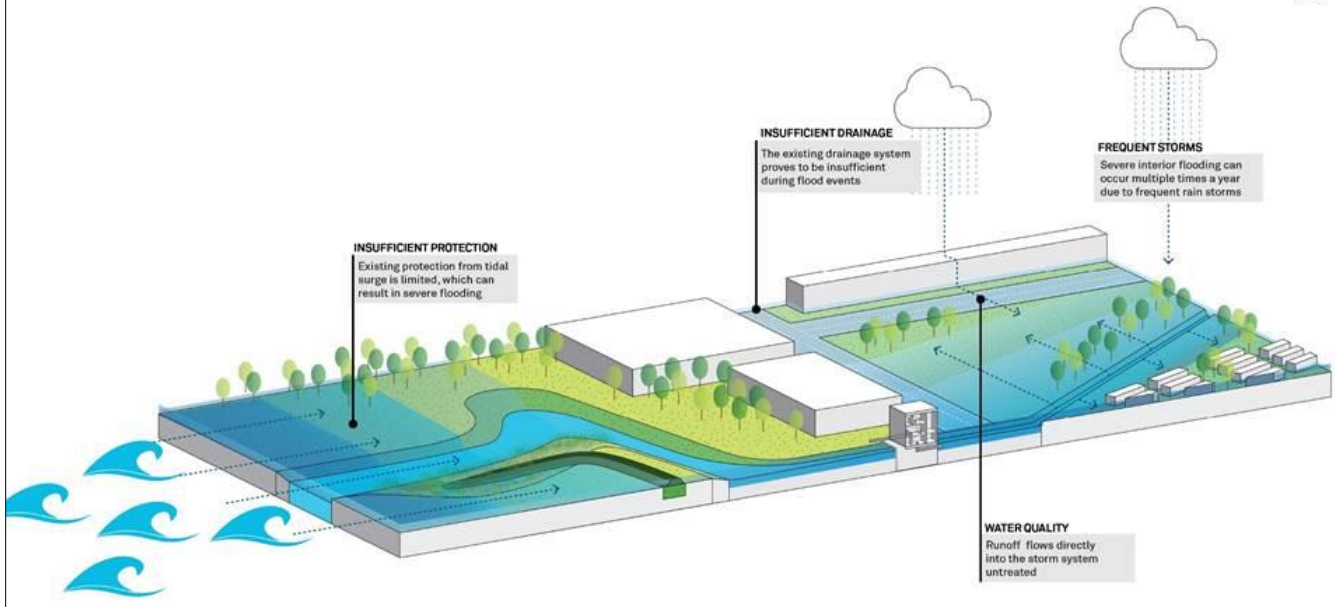 INSUFFICIENT DRAINAGE
The existing drainage system
proves to be insufficient
during flood events
FREQUENT STORMS
Severe interior flooding can
occur multiple times a year
due to frequent rain storms
INSUFFICIENT PROTECTION
Existing protection from tidal
surge is limited, which can
result in severe flooding
WATER QUALITY
Runoff flows directly
into the storm system
untreated